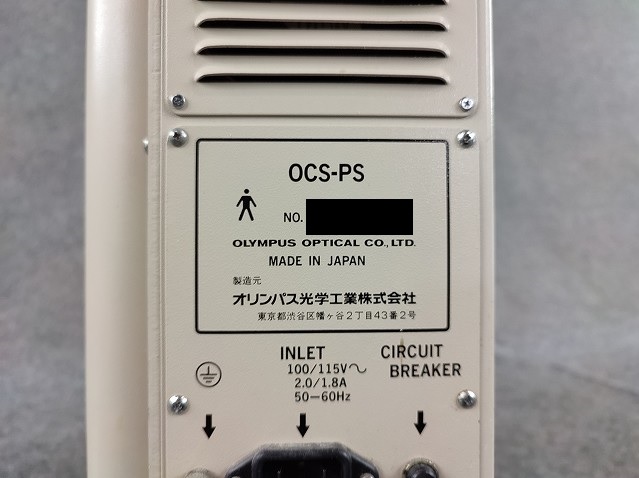 OCS-PS
NO.
OLYMPUS OPTICAL CO., LTD.
MADE IN JAPAN
製造元
オリンパス光学工業株式会社
東京都渋谷区幡ヶ谷2丁目43番2号
INLET
100/115V～
2.0/1.8A
50—60Hz
CIRCUIT
BREAKER